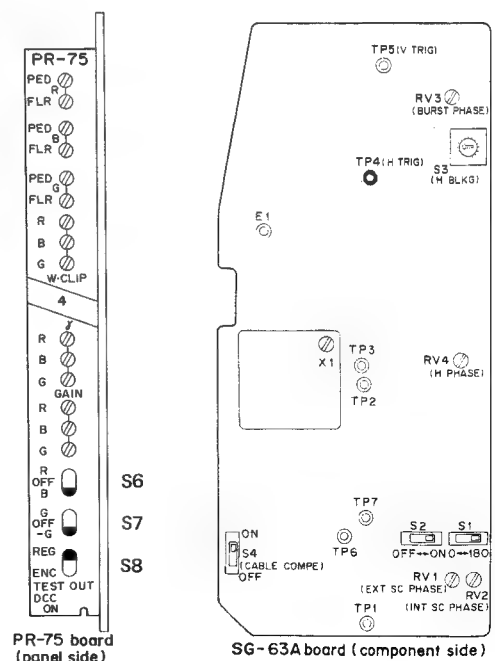 PR-75
PED
R
FLR
PED
B
FLR
PED
G
FLR
R
B
G
W·CLIP
4
γ
R
B
G
GAIN
R
B
G
R
OFF
B
S6
G
OFF
-G
S7
REG
ENC
S8
TEST OUT
DCC
ON
PR-75 board
(panel side)
TP5(V TRIG)
RV3
(BURST PHASE)
S3
(H BLKG)
TP4(H TRIG)
E1
X1
TP3
TP2
RV4
(H PHASE)
TP7
TP6
ON
S4
(CABLE COMPE)
OFF
S2
OFF↔ON
S1
0↔180
RV1
(EXT SC PHASE)
RV2
(INT SC PHASE)
TP1
SG-63A board (component side)